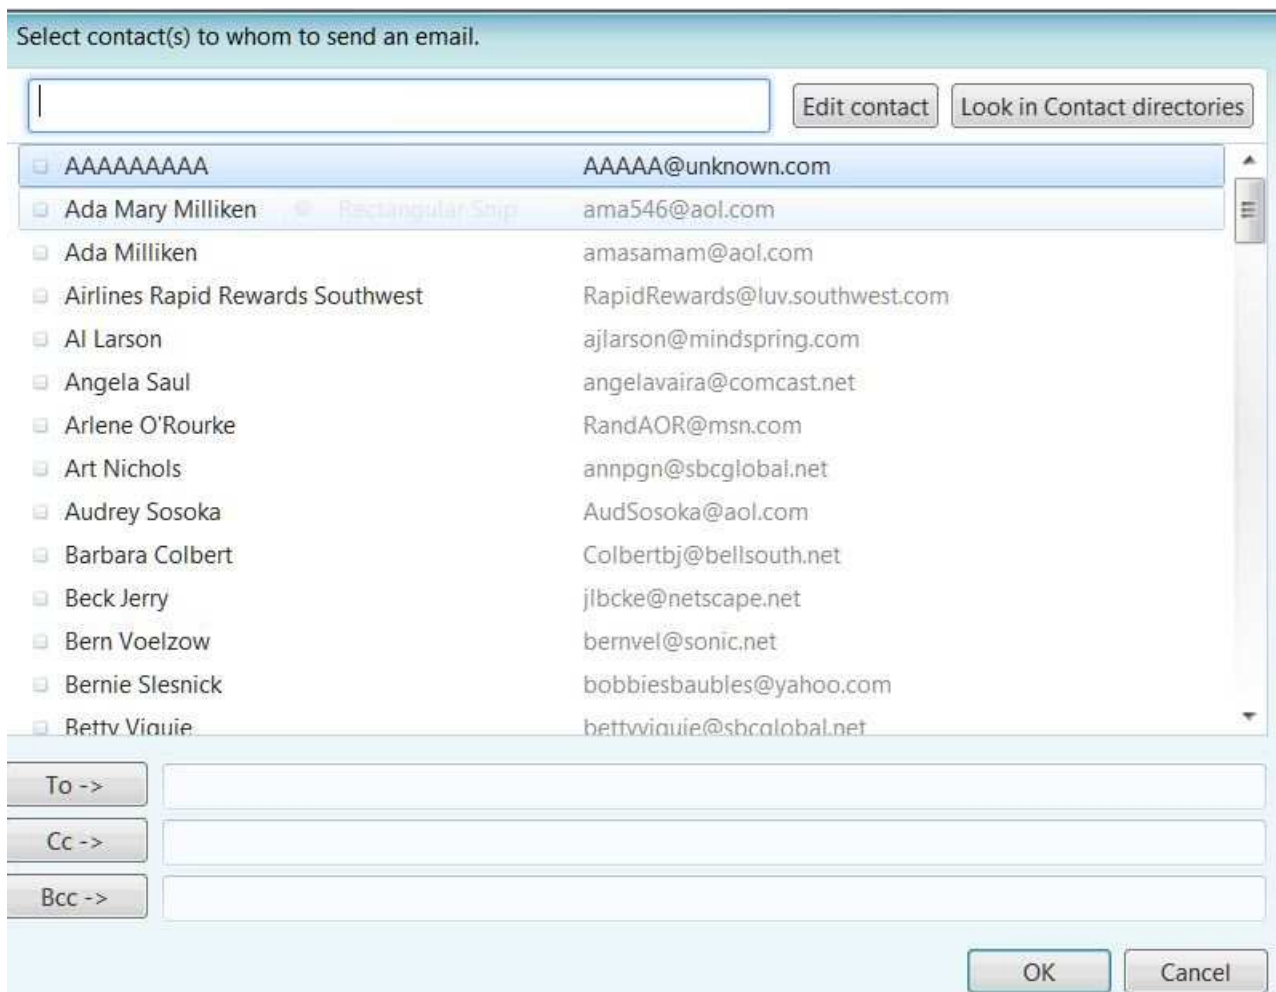 Select contact(s) to whom to send an email.
Edit contact Look in Contact directories
AAAAAAAAA AAAAA@unknown.com
Ada Mary Milliken Rectangular Snip ama546@aol.com
Ada Milliken amasamam@aol.com
Airlines Rapid Rewards Southwest RapidRewards@luv.southwest.com
Al Larson ajlarson@mindspring.com
Angela Saul angelavaira@comcast.net
Arlene O'Rourke RandAOR@msn.com
Art Nichols annpgn@sbcglobal.net
Audrey Sosoka AudSosoka@aol.com
Barbara Colbert Colbertbj@bellsouth.net
Beck Jerry jlbcke@netscape.net
Bern Voelzow bernvel@sonic.net
Bernie Slesnick bobbiesbaubles@yahoo.com
Betty Viguie bettyviguie@sbcglobal.net
To ->
Cc ->
Bcc ->
OK Cancel